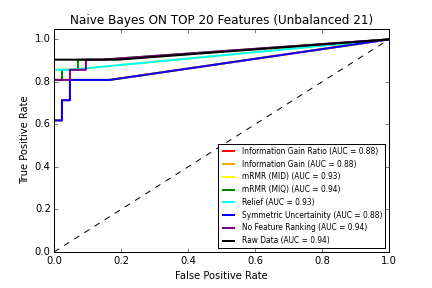 Naive Bayes ON TOP 20 Features (Unbalanced 21)
1.0
0.8
0.6
0.4
0.2
0.0
True Positive Rate
Information Gain Ratio (AUC = 0.88)
Information Gain (AUC = 0.88)
mRMR (MID) (AUC = 0.93)
mRMR (MIQ) (AUC = 0.94)
Relief (AUC = 0.93)
Symmetric Uncertainity (AUC = 0.88)
No Feature Ranking (AUC = 0.94)
Raw Data (AUC = 0.94)
0.0 0.2 0.4 0.6 0.8 1.0
False Positive Rate